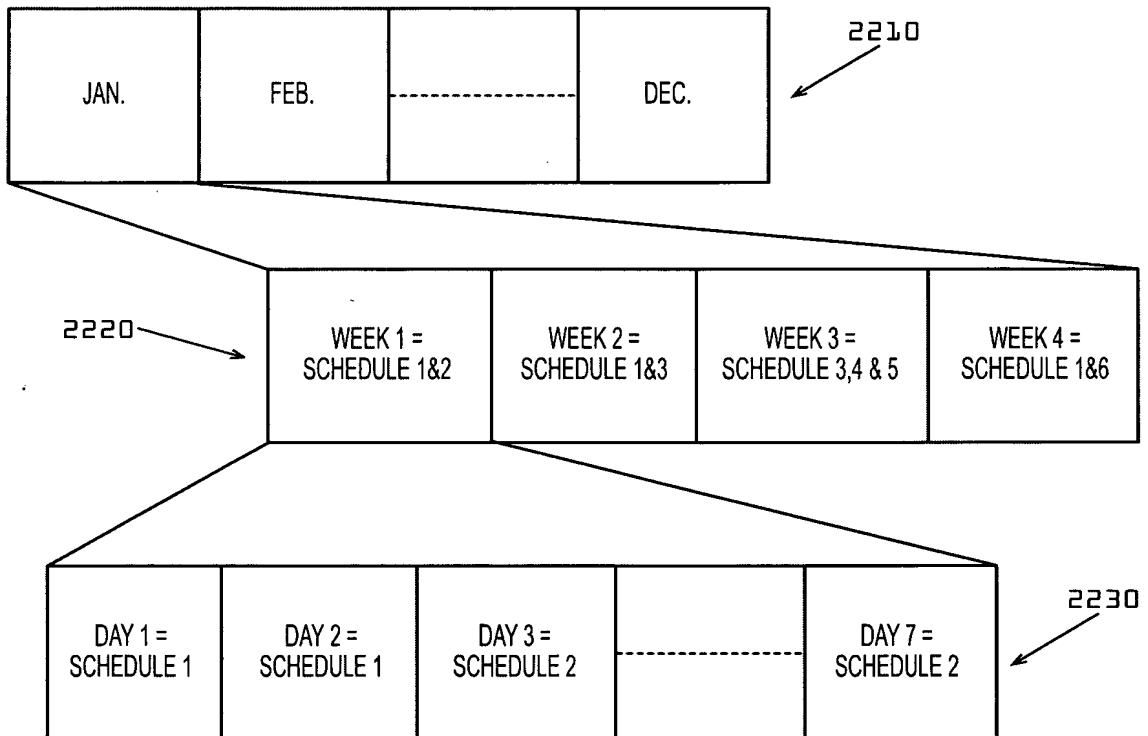 2210
JAN.
FEB.
DEC.
2220
WEEK 1 =
SCHEDULE 1&2
WEEK 2 =
SCHEDULE 1&3
WEEK 3 =
SCHEDULE 3,4 & 5
WEEK 4 =
SCHEDULE 1&6
2230
DAY 1 =
SCHEDULE 1
DAY 2 =
SCHEDULE 1
DAY 3 =
SCHEDULE 2
DAY 7 =
SCHEDULE 2